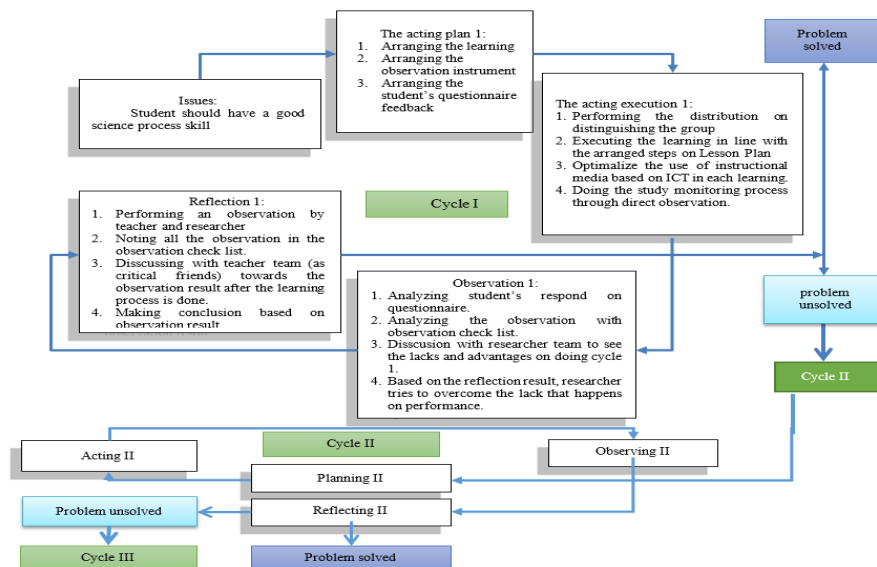 Issues:
Student should have a good
science process skill
The acting plan 1:
1. Arranging the learning
2. Arranging the
observation instrument
3. Arranging the
student's questionnaire
feedback
Problem
solved
The acting execution 1:
1. Performing the distribution on
distinguishing the group
2. Executing the learning in line with
the arranged steps on Lesson Plan
3. Optimalize the use of instructional
media based on ICT in each learning.
4. Doing the study monitoring process
through direct observation.
Reflection 1:
1. Performing an observation by
teacher and researcher
2. Noting all the observation in the
observation check list.
3. Disscussing with teacher team (as
critical friends) towards the
observation result after the learning
process is done.
4. Making conclusion based on
observation result
Cycle I
Observation 1:
1. Analyzing student's respond on
questionnaire.
2. Analyzing the observation with
observation check list.
3. Disscusion with researcher team to see
the lacks and advantages on doing cycle
1.
4. Based on the reflection result, researcher
tries to overcome the lack that happens
on performance.
problem
unsolved
Cycle II
Cycle II
Acting II
Observing II
Planning II
Problem unsolved
Reflecting II
Cycle III
Problem solved